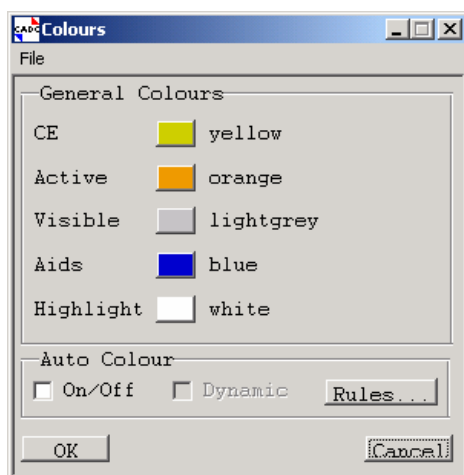 CADC Colours
File
General Colours
CE yellow
Active orange
Visible lightgrey
Aids blue
Highlight white
Auto Colour
On/Off Dynamic Rules...
OK Cancel